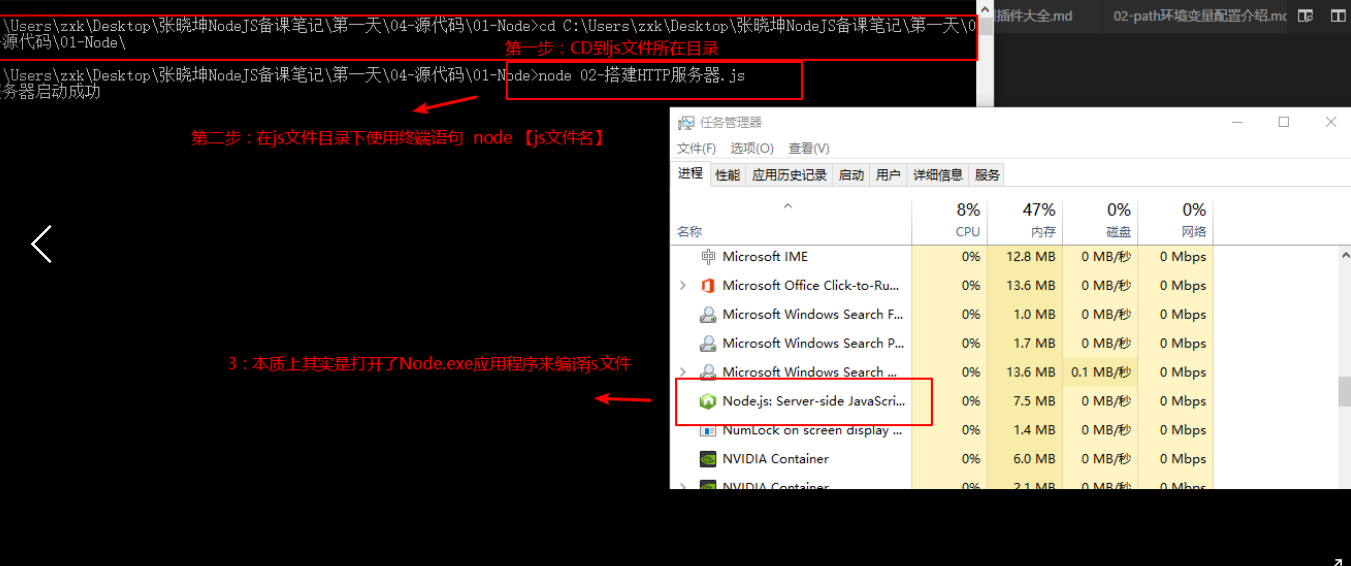 \Users\zxk\Desktop\张晓坤NodeJS备课笔记\第一天\04-源代码\01-Node>cd C:\Users\zxk\Desktop\张晓坤NodeJS备课笔记\第一天\0
源代码\01-Node\
第一步：CD到js文件所在目录
\Users\zxk\Desktop\张晓坤NodeJS备课笔记\第一天\04-源代码\01-Node>node 02-搭建HTTP服务器.js
务器启动成功
第二步：在js文件目录下使用终端语句 node 【js文件名】
3：本质上其实是打开了Node.exe应用程序来编译js文件
插件大全.md
02-path环境变量配置介绍.mc
任务管理器
文件(F) 选项(O) 查看(V)
进程 性能 应用历史记录 启动 用户 详细信息 服务
8% 47% 0% 0%
名称 CPU 内存 磁盘 网络
Microsoft IME 0% 12.8 MB 0 MB/秒 0 Mbps
Microsoft Office Click-to-Ru... 0% 13.6 MB 0 MB/秒 0 Mbps
Microsoft Windows Search F... 0% 1.0 MB 0 MB/秒 0 Mbps
Microsoft Windows Search P... 0% 1.7 MB 0 MB/秒 0 Mbps
Microsoft Windows Search ... 0% 13.6 MB 0.1 MB/秒 0 Mbps
Node.js: Server-side JavaScri... 0% 7.5 MB 0 MB/秒 0 Mbps
NumLock on screen display ... 0% 1.4 MB 0 MB/秒 0 Mbps
NVIDIA Container 0% 6.0 MB 0 MB/秒 0 Mbps
NVIDIA Container 0% 2.1 MB 0 MB/秒 0 Mbps